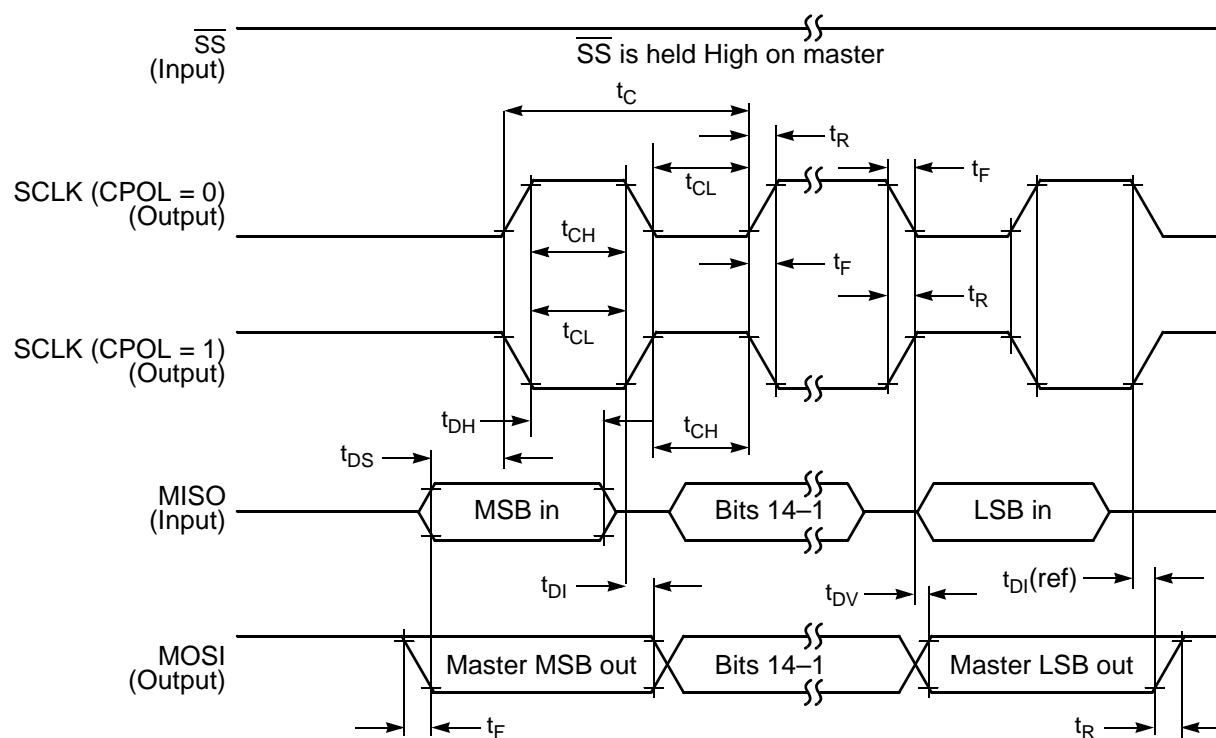 SS
(Input)
SS is held High on master
tC
tR
tF
SCLK (CPOL = 0)
(Output)
tCL
tCH
tF
tR
tCL
SCLK (CPOL = 1)
(Output)
tDH
tCH
tDS
MISO
(Input)
MSB in
Bits 14–1
LSB in
tDI
tDV
tDI(ref)
MOSI
(Output)
Master MSB out
Bits 14–1
Master LSB out
tF
tR